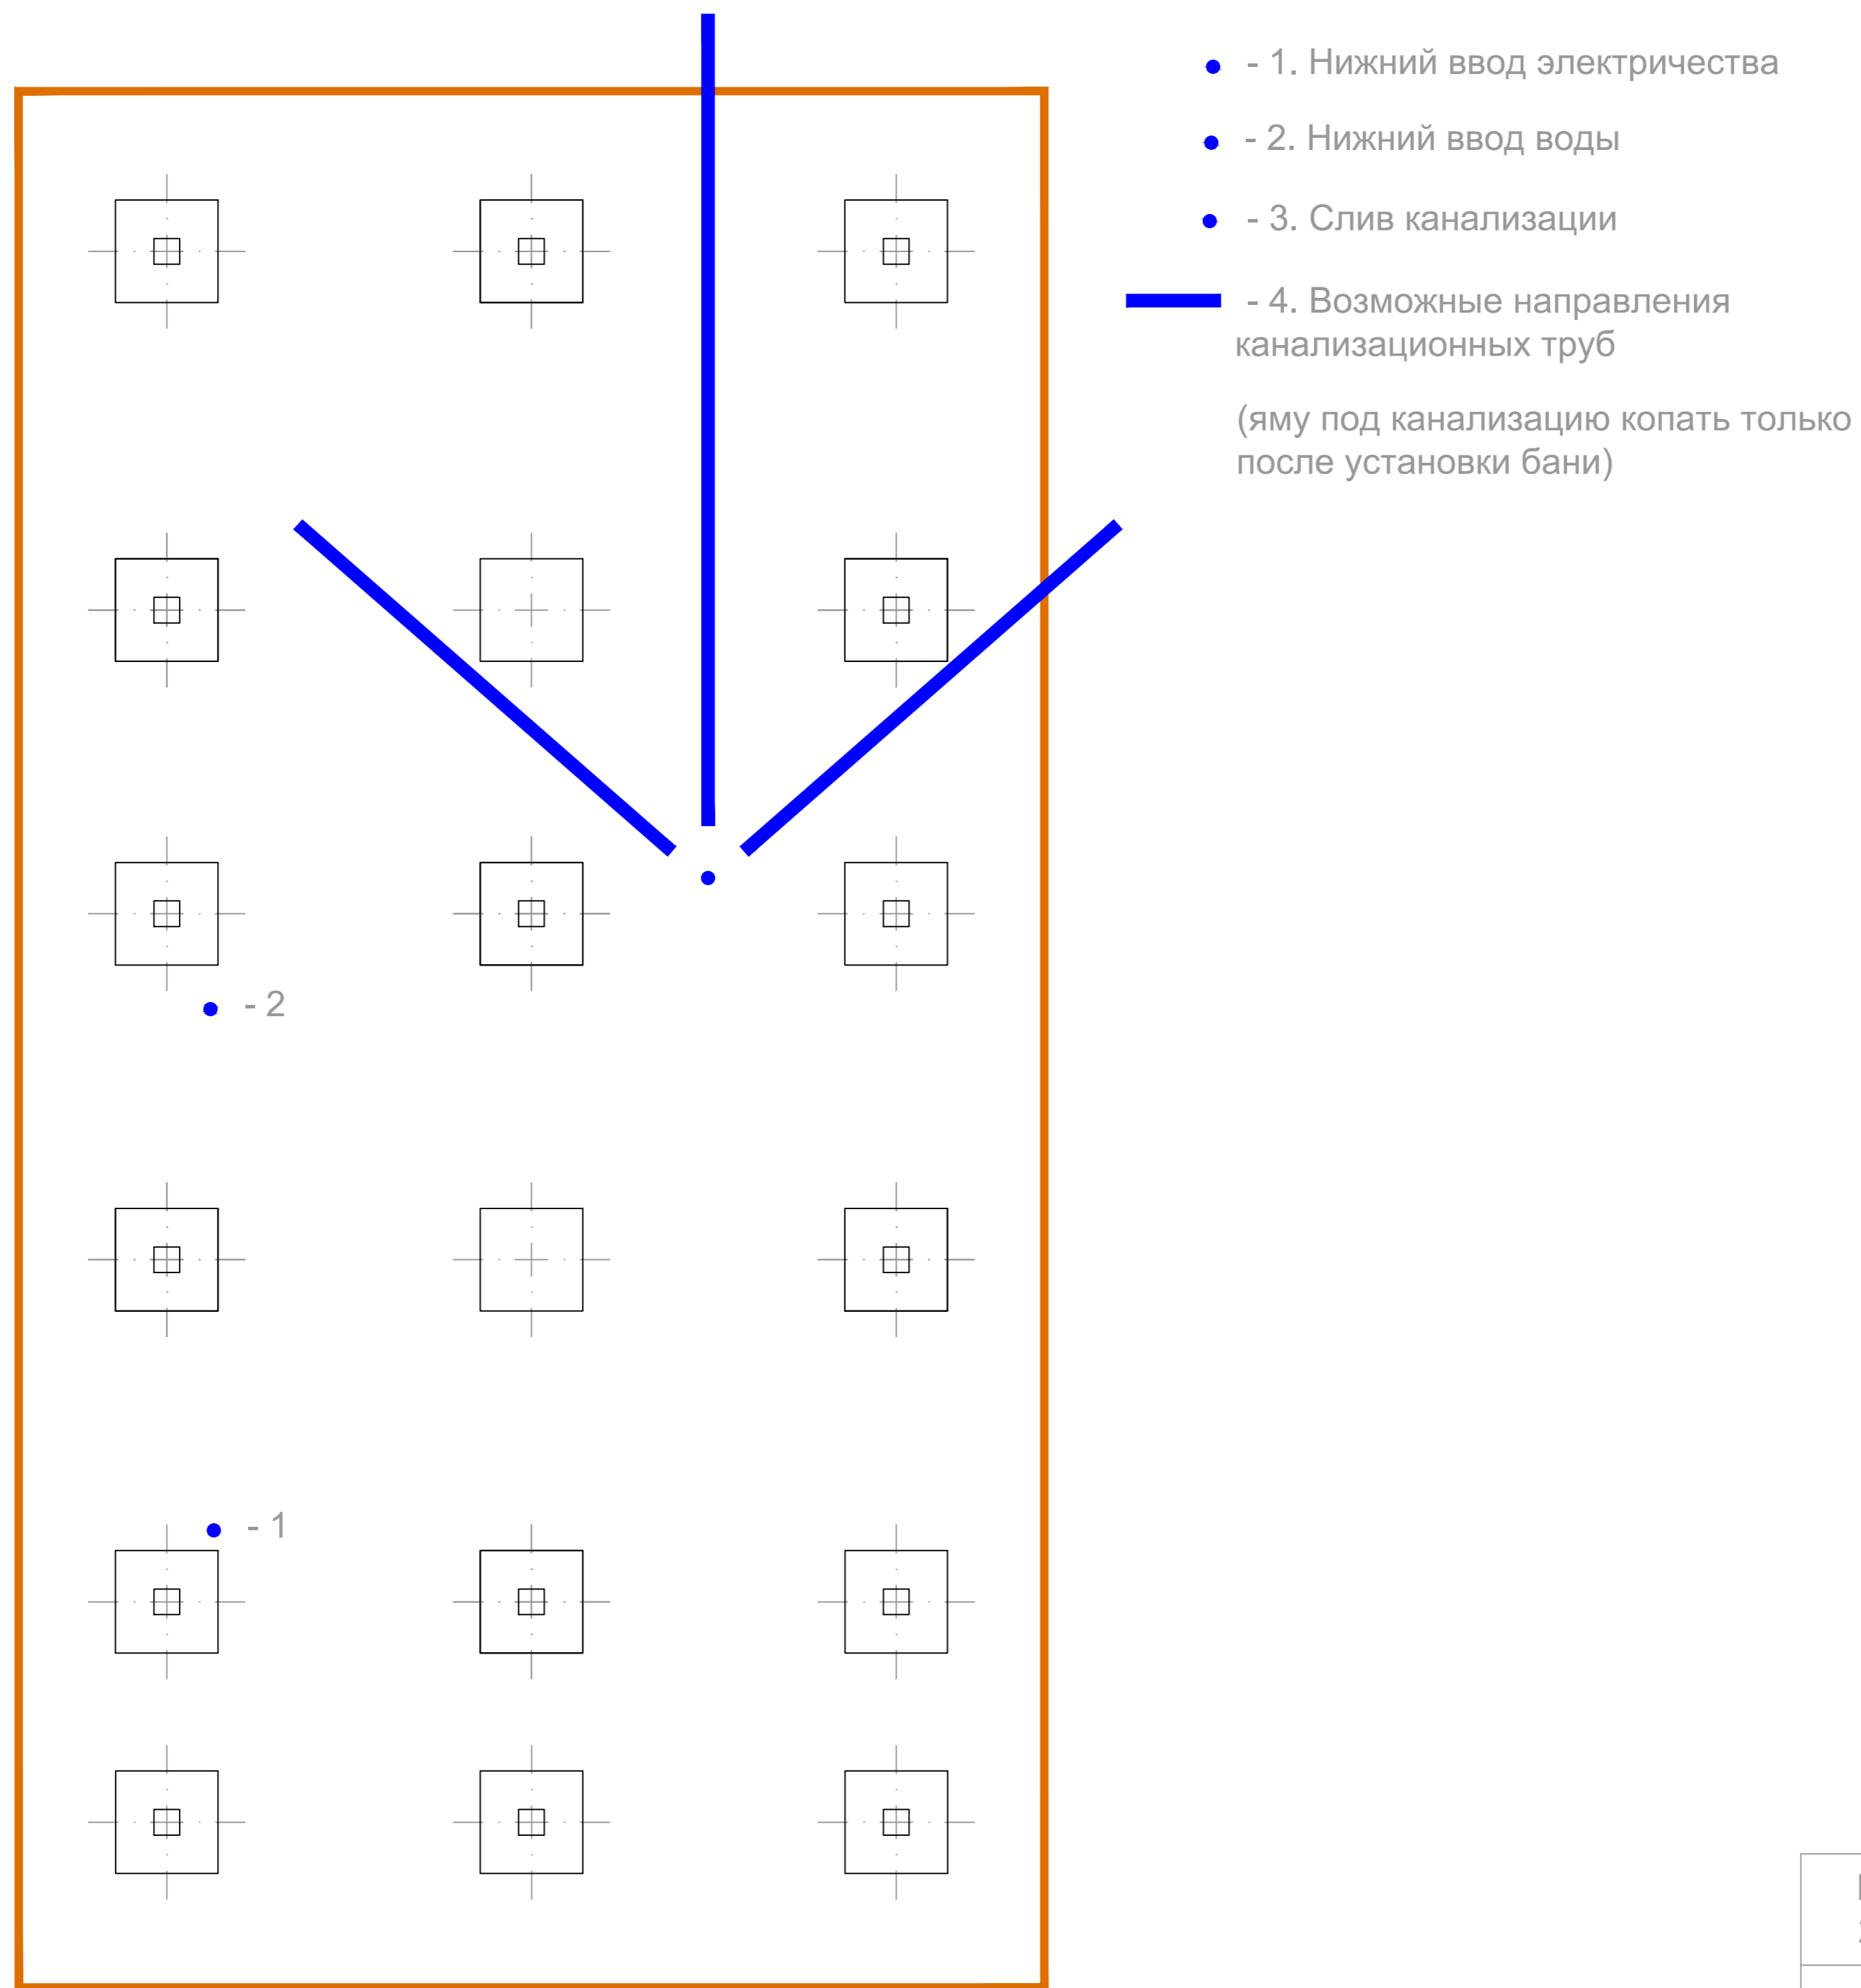 - 1. Нижний ввод электричества
- 2. Нижний ввод воды
- 3. Слив канализации
- 4. Возможные направления
канализационных труб
(яму под канализацию копать только
после установки бани)
- 2
- 1